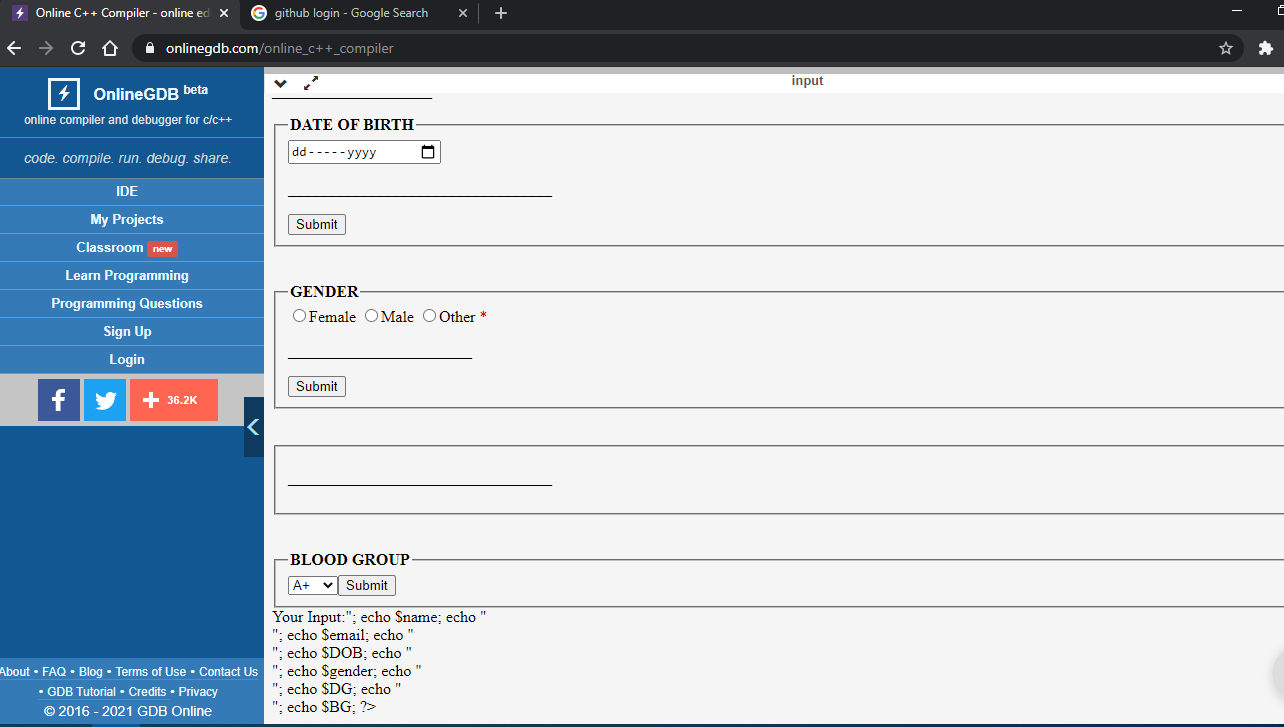 Online C++ Compiler - online ed
github login - Google Search
onlinegdb.com/online_c++_compiler
OnlineGDB beta
online compiler and debugger for c/c++
code. compile. run. debug. share.
IDE
My Projects
Classroom new
Learn Programming
Programming Questions
Sign Up
Login
36.2K
About • FAQ • Blog • Terms of Use • Contact Us
• GDB Tutorial • Credits • Privacy
© 2016 - 2021 GDB Online
input
DATE OF BIRTH
dd-----yyyy
Submit
GENDER
Female Male Other *
Submit
BLOOD GROUP
A+ Submit
Your Input:"; echo $name; echo "
"; echo $email; echo "
"; echo $DOB; echo "
"; echo $gender; echo "
"; echo $DG; echo "
"; echo $BG; ?>